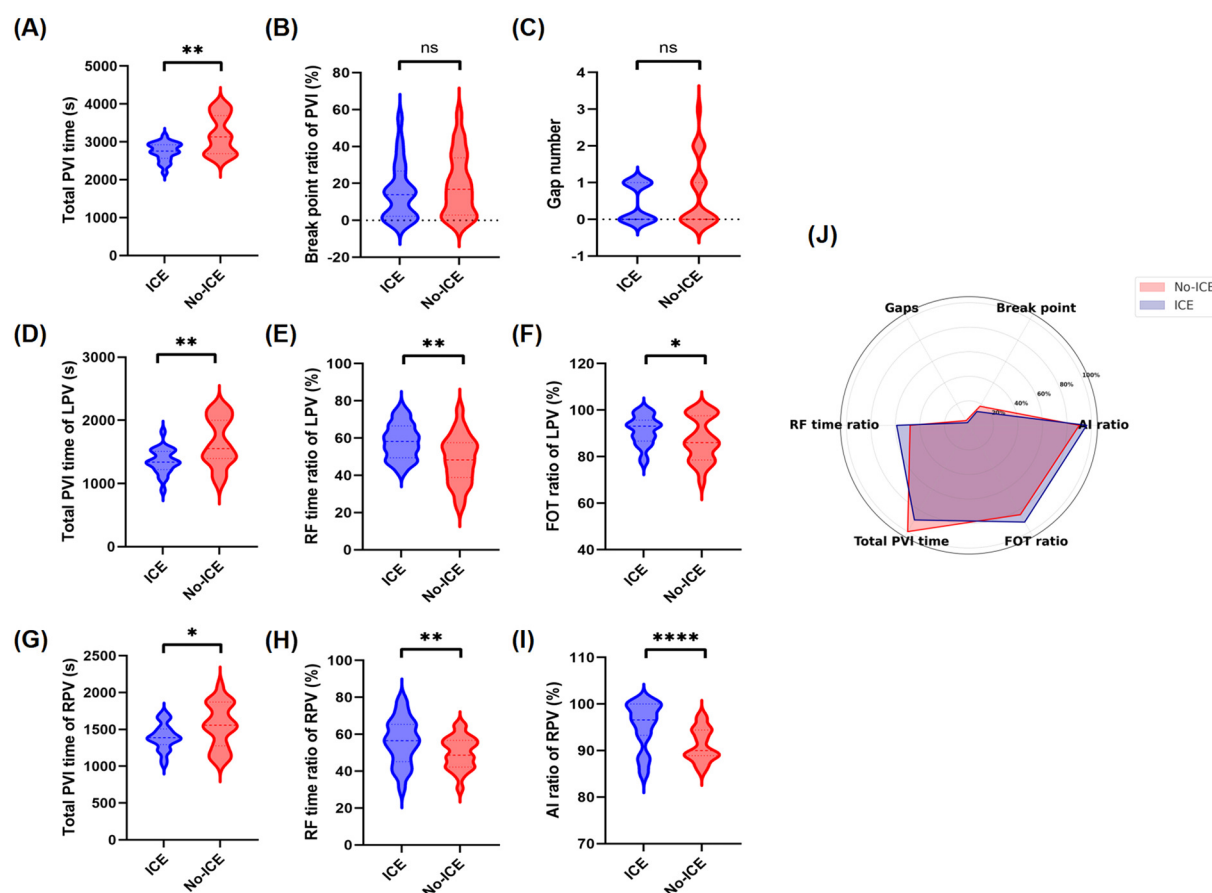 (A)
**
Total PVI time (s)
5000
4000
3000
2000
1000
0
ICE
No-ICE
(B)
ns
Break point ratio of PVI (%)
80
60
40
20
0
-20
ICE
No-ICE
(C)
ns
Gap number
4
3
2
1
0
-1
ICE
No-ICE
(D)
**
Total PVI time of LPV (s)
3000
2000
1000
0
ICE
No-ICE
(E)
**
RF time ratio of LPV (%)
100
80
60
40
20
0
ICE
No-ICE
(F)
*
FOT ratio of LPV (%)
120
100
80
60
40
ICE
No-ICE
(G)
*
Total PVI time of RPV (s)
2500
2000
1500
1000
500
0
ICE
No-ICE
(H)
**
RF time ratio of RPV (%)
100
80
60
40
20
0
ICE
No-ICE
(I)
****
AI ratio of RPV (%)
110
100
90
80
70
ICE
No-ICE
(J)
No-ICE
ICE
Gaps
Break point
100%
80%
60%
40%
20%
RF time ratio
AI ratio
Total PVI time
FOT ratio